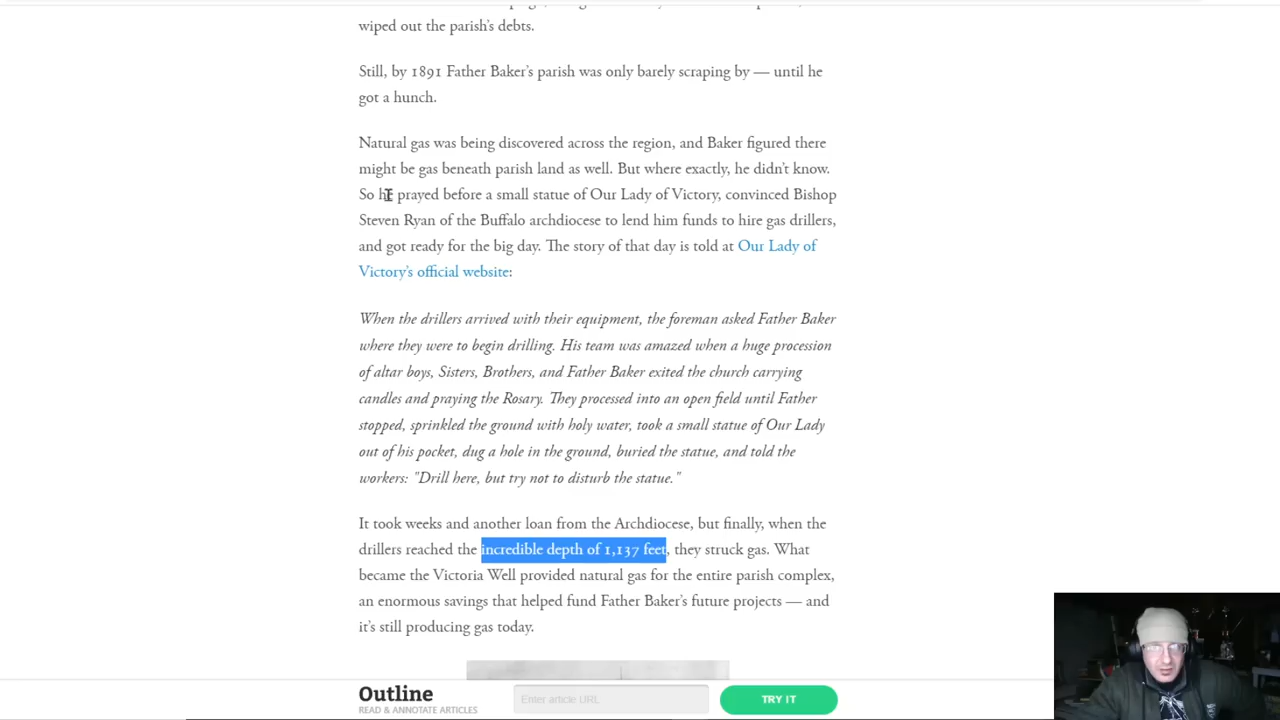 wiped out the parish's debts.
Still, by 1891 Father Baker's parish was only barely scraping by — until he
got a hunch.
Natural gas was being discovered across the region, and Baker figured there
might be gas beneath parish land as well. But where exactly, he didn't know.
So he prayed before a small statue of Our Lady of Victory, convinced Bishop
Steven Ryan of the Buffalo archdiocese to lend him funds to hire gas drillers,
and got ready for the big day. The story of that day is told at Our Lady of
Victory's official website:
When the drillers arrived with their equipment, the foreman asked Father Baker
where they were to begin drilling. His team was amazed when a huge procession
of altar boys, Sisters, Brothers, and Father Baker exited the church carrying
candles and praying the Rosary. They processed into an open field until Father
stopped, sprinkled the ground with holy water, took a small statue of Our Lady
out of his pocket, dug a hole in the ground, buried the statue, and told the
workers: "Drill here, but try not to disturb the statue."
It took weeks and another loan from the Archdiocese, but finally, when the
drillers reached the incredible depth of 1,137 feet, they struck gas. What
became the Victoria Well provided natural gas for the entire parish complex,
an enormous savings that helped fund Father Baker's future projects — and
it's still producing gas today.
Outline
READ & ANNOTATE ARTICLES
Enter article URL
TRY IT